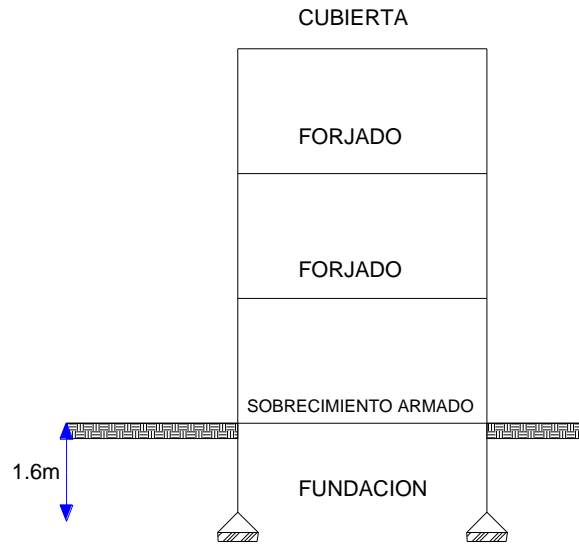 CUBIERTA
FORJADO
FORJADO
SOBRECIMIENTO ARMADO
1.6m
FUNDACION